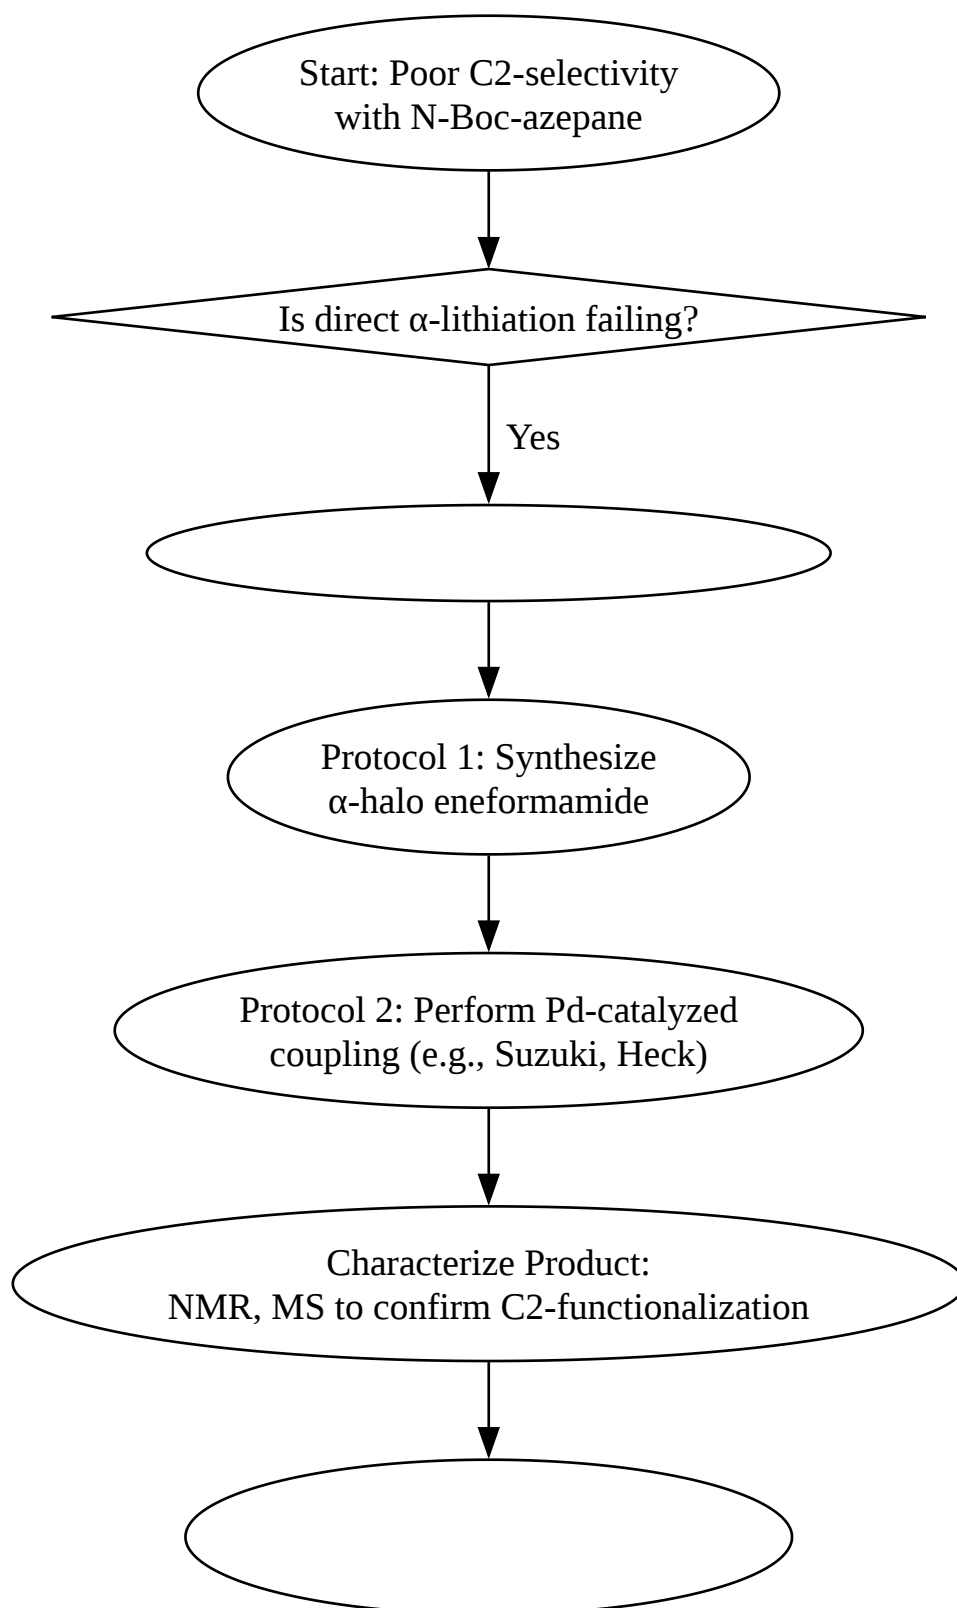 Start: Poor C2-selectivity
with N-Boc-azepane
Is direct α-lithiation failing?
Yes
Protocol 1: Synthesize
α-halo eneformamide
Protocol 2: Perform Pd-catalyzed
coupling (e.g., Suzuki, Heck)
Characterize Product:
NMR, MS to confirm C2-functionalization